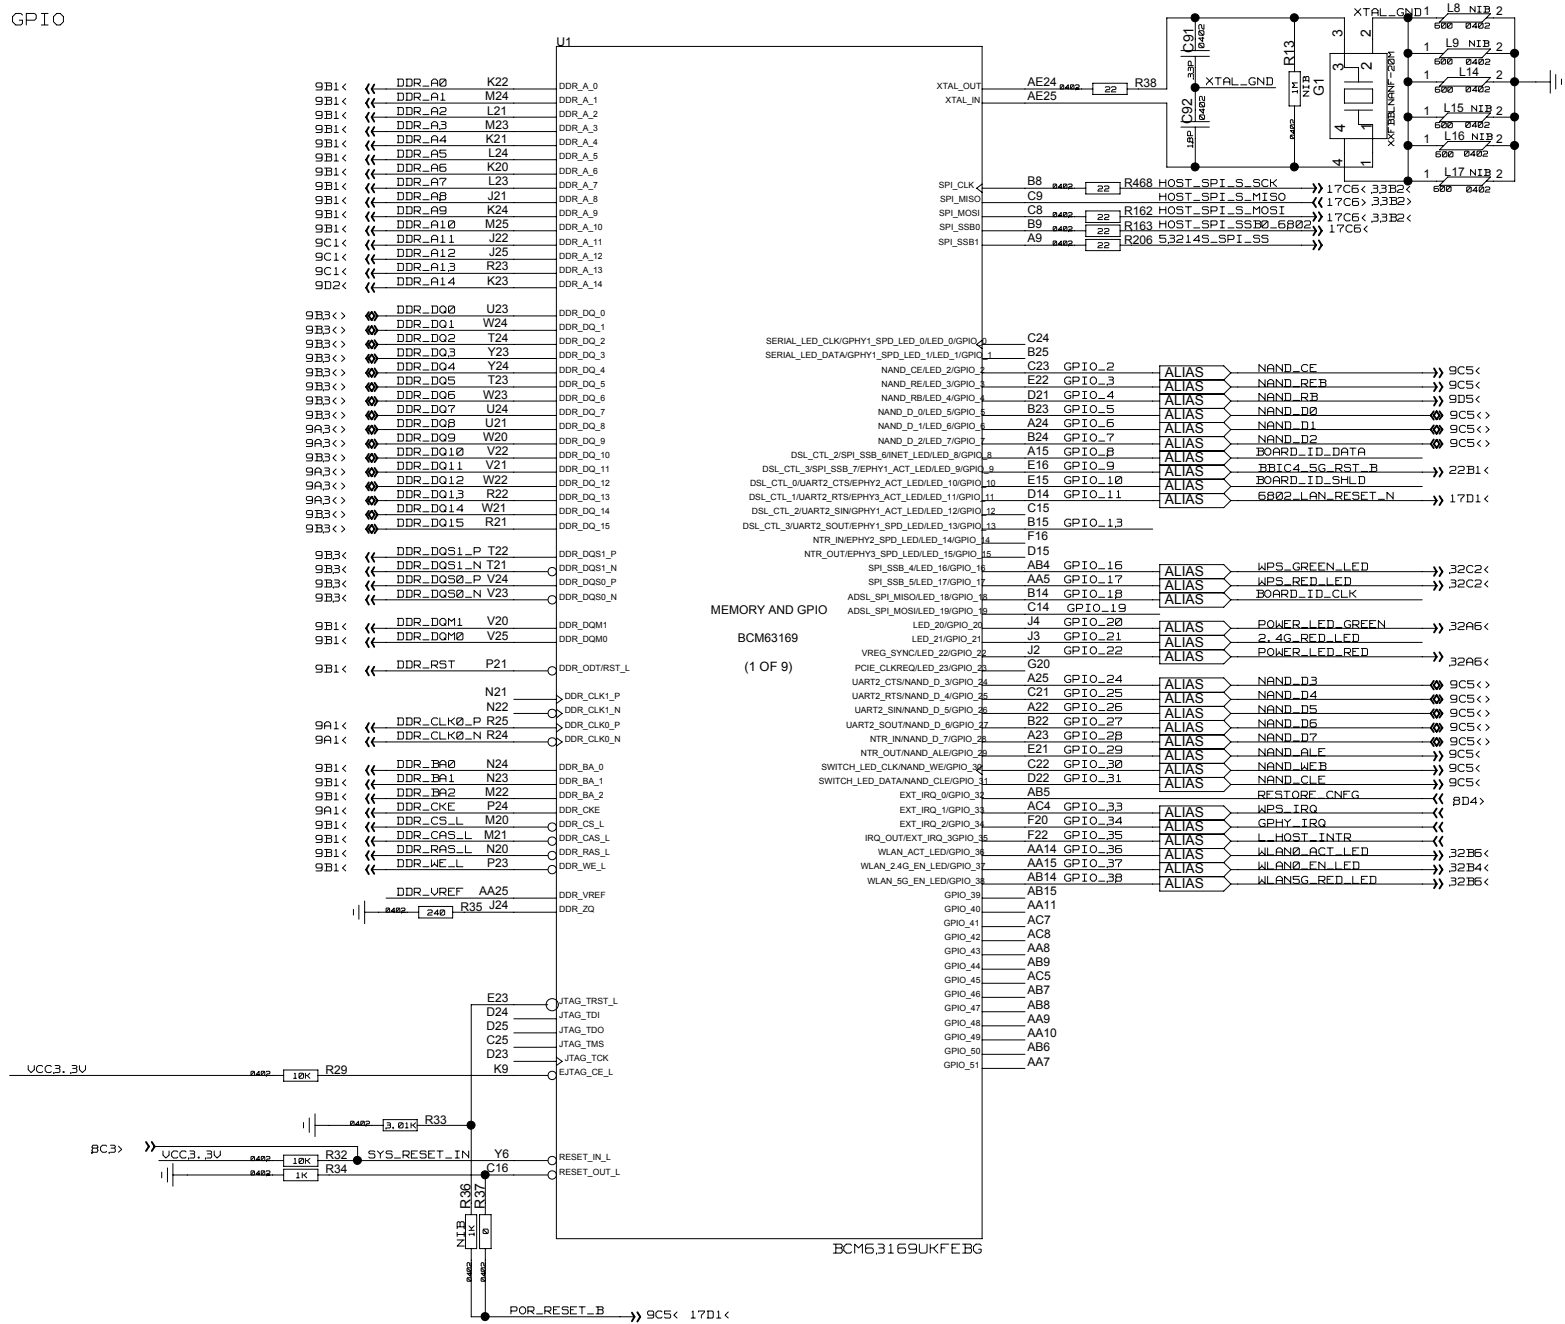 GPIO
U1
9B1< DDR_A0 K22 DDR_A_0
9B1< DDR_A1 M24 DDR_A_1
9B1< DDR_A2 L21 DDR_A_2
9B1< DDR_A3 M23 DDR_A_3
9B1< DDR_A4 K21 DDR_A_4
9B1< DDR_A5 L24 DDR_A_5
9B1< DDR_A6 K20 DDR_A_6
9B1< DDR_A7 L23 DDR_A_7
9B1< DDR_A8 J21 DDR_A_8
9B1< DDR_A9 K24 DDR_A_9
9B1< DDR_A10 M25 DDR_A_10
9C1< DDR_A11 J22 DDR_A_11
9C1< DDR_A12 J25 DDR_A_12
9C1< DDR_A13 R23 DDR_A_13
9D2< DDR_A14 K23 DDR_A_14
9B3<> DDR_DQ0 U23 DDR_DQ_0
9B3<> DDR_DQ1 W24 DDR_DQ_1
9B3<> DDR_DQ2 T24 DDR_DQ_2
9B3<> DDR_DQ3 Y23 DDR_DQ_3
9B3<> DDR_DQ4 Y24 DDR_DQ_4
9B3<> DDR_DQ5 T23 DDR_DQ_5
9B3<> DDR_DQ6 W23 DDR_DQ_6
9B3<> DDR_DQ7 U24 DDR_DQ_7
9A3<> DDR_DQ8 U21 DDR_DQ_8
9A3<> DDR_DQ9 W20 DDR_DQ_9
9B3<> DDR_DQ10 V22 DDR_DQ_10
9A3<> DDR_DQ11 V21 DDR_DQ_11
9A3<> DDR_DQ12 W22 DDR_DQ_12
9A3<> DDR_DQ13 R22 DDR_DQ_13
9B3<> DDR_DQ14 W21 DDR_DQ_14
9B3<> DDR_DQ15 R21 DDR_DQ_15
9B3< DDR_DQS1_P T22 DDR_DQS1_P
9B3< DDR_DQS1_N T21 DDR_DQS1_N
9B3< DDR_DQS0_P V24 DDR_DQS0_P
9B3< DDR_DQS0_N V23 DDR_DQS0_N
9B1< DDR_DQM1 V20 DDR_DQM1
9B1< DDR_DQM0 V25 DDR_DQM0
9B1< DDR_RST P21 DDR_ODT/RST_L
N21 DDR_CLK1_P
N22 DDR_CLK1_N
9A1< DDR_CLK0_P R25 DDR_CLK0_P
9A1< DDR_CLK0_N R24 DDR_CLK0_N
9B1< DDR_BA0 N24 DDR_BA_0
9B1< DDR_BA1 N23 DDR_BA_1
9B1< DDR_BA2 M22 DDR_BA_2
9A1< DDR_CKE P24 DDR_CKE
9B1< DDR_CS_L M20 DDR_CS_L
9B1< DDR_CAS_L M21 DDR_CAS_L
9B1< DDR_RAS_L N20 DDR_RAS_L
9B1< DDR_WE_L P23 DDR_WE_L
DDR_VREF AA25 DDR_VREF
0402 240 R35 J24 DDR_ZQ
E23 JTAG_TRST_L
D24 JTAG_TDI
D25 JTAG_TDO
C25 JTAG_TMS
D23 JTAG_TCK
VCC3.3V 0402 10K R29 K9 EJTAG_CE_L
0402 3.01K R33
8C3>
VCC3.3V 0402 10K R32 SYS_RESET_IN Y6 RESET_IN_L
0402 1K R34 C16 RESET_OUT_L
R36 NIB 1K 0402
R37 0 0402
POR_RESET_B 9C5< 17D1<
MEMORY AND GPIO
BCM63169
(1 OF 9)
BCM63169UKFEBG
XTAL_OUT AE24 0402 22 R38
XTAL_IN AE25
C91 0402 33P
XTAL_GND
C92 0402 18P
R13 1M NIB 0402
G1 XXFBBLNANF-20M
3 2 3 2
4 1 4 1
XTAL_GND
1 L8 NIB 2 600 0402
1 L9 NIB 2 600 0402
1 L14 2 600 0402
1 L15 NIB 2 600 0402
1 L16 NIB 2 600 0402
1 L17 NIB 2 600 0402
SPI_CLK B8 0402 22 R468 HOST_SPI_S_SCK 17C6< 33B2<
SPI_MISO C9 HOST_SPI_S_MISO 17C6> 33B2>
SPI_MOSI C8 0402 22 R162 HOST_SPI_S_MOSI 17C6< 33B2<
SPI_SSB0 B9 0402 22 R163 HOST_SPI_SSB0_6802 17C6<
SPI_SSB1 A9 0402 22 R206 53214S_SPI_SS
SERIAL_LED_CLK/GPHY1_SPD_LED_0/LED_0/GPIO_0 C24
SERIAL_LED_DATA/GPHY1_SPD_LED_1/LED_1/GPIO_1 B25
NAND_CE/LED_2/GPIO_2 C23 GPIO_2 ALIAS NAND_CE 9C5<
NAND_RE/LED_3/GPIO_3 E22 GPIO_3 ALIAS NAND_REB 9C5<
NAND_RB/LED_4/GPIO_4 D21 GPIO_4 ALIAS NAND_RB 9D5<
NAND_D_0/LED_5/GPIO_5 B23 GPIO_5 ALIAS NAND_D0 9C5<>
NAND_D_1/LED_6/GPIO_6 A24 GPIO_6 ALIAS NAND_D1 9C5<>
NAND_D_2/LED_7/GPIO_7 B24 GPIO_7 ALIAS NAND_D2 9C5<>
DSL_CTL_2/SPI_SSB_6/INET_LED/LED_8/GPIO_8 A15 GPIO_8 ALIAS BOARD_ID_DATA
DSL_CTL_3/SPI_SSB_7/EPHY1_ACT_LED/LED_9/GPIO_9 E16 GPIO_9 ALIAS BBIC4_5G_RST_B 22B1<
DSL_CTL_0/UART2_CTS/EPHY2_ACT_LED/LED_10/GPIO_10 E15 GPIO_10 ALIAS BOARD_ID_SHLD
DSL_CTL_1/UART2_RTS/EPHY3_ACT_LED/LED_11/GPIO_11 D14 GPIO_11 ALIAS 6802_LAN_RESET_N 17D1<
DSL_CTL_2/UART2_SIN/GPHY1_ACT_LED/LED_12/GPIO_12 C15
DSL_CTL_3/UART2_SOUT/EPHY1_SPD_LED/LED_13/GPIO_13 B15 GPIO_13
NTR_IN/EPHY2_SPD_LED/LED_14/GPIO_14 F16
NTR_OUT/EPHY3_SPD_LED/LED_15/GPIO_15 D15
SPI_SSB_4/LED_16/GPIO_16 AB4 GPIO_16 ALIAS WPS_GREEN_LED 32C2<
SPI_SSB_5/LED_17/GPIO_17 AA5 GPIO_17 ALIAS WPS_RED_LED 32C2<
ADSL_SPI_MISO/LED_18/GPIO_18 B14 GPIO_18 ALIAS BOARD_ID_CLK
ADSL_SPI_MOSI/LED_19/GPIO_19 C14 GPIO_19
LED_20/GPIO_20 J4 GPIO_20 ALIAS POWER_LED_GREEN 32A6<
LED_21/GPIO_21 J3 GPIO_21 ALIAS 2.4G_RED_LED
VREG_SYNC/LED_22/GPIO_22 J2 GPIO_22 ALIAS POWER_LED_RED 32A6<
PCIE_CLKREQ/LED_23/GPIO_23 G20
UART2_CTS/NAND_D_3/GPIO_24 A25 GPIO_24 ALIAS NAND_D3 9C5<>
UART2_RTS/NAND_D_4/GPIO_25 C21 GPIO_25 ALIAS NAND_D4 9C5<>
UART2_SIN/NAND_D_5/GPIO_26 A22 GPIO_26 ALIAS NAND_D5 9C5<>
UART2_SOUT/NAND_D_6/GPIO_27 B22 GPIO_27 ALIAS NAND_D6 9C5<>
NTR_IN/NAND_D_7/GPIO_28 A23 GPIO_28 ALIAS NAND_D7 9C5<>
NTR_OUT/NAND_ALE/GPIO_29 E21 GPIO_29 ALIAS NAND_ALE 9C5<
SWITCH_LED_CLK/NAND_WE/GPIO_30 C22 GPIO_30 ALIAS NAND_WEB 9C5<
SWITCH_LED_DATA/NAND_CLE/GPIO_31 D22 GPIO_31 ALIAS NAND_CLE 9C5<
EXT_IRQ_0/GPIO_32 AB5 RESTORE_CNFG 8D4>
EXT_IRQ_1/GPIO_33 AC4 GPIO_33 ALIAS WPS_IRQ
EXT_IRQ_2/GPIO_34 F20 GPIO_34 ALIAS GPHY_IRQ
IRQ_OUT/EXT_IRQ_3GPIO_35 F22 GPIO_35 ALIAS L_HOST_INTR
WLAN_ACT_LED/GPIO_36 AA14 GPIO_36 ALIAS WLAN0_ACT_LED 32B6<
WLAN_2.4G_EN_LED/GPIO_37 AA15 GPIO_37 ALIAS WLAN0_EN_LED 32B4<
WLAN_5G_EN_LED/GPIO_38 AB14 GPIO_38 ALIAS WLAN5G_RED_LED 32B6<
GPIO_39 AB15
GPIO_40 AA11
GPIO_41 AC7
GPIO_42 AC8
GPIO_43 AA8
GPIO_44 AB9
GPIO_45 AC5
GPIO_46 AB7
GPIO_47 AB8
GPIO_48 AA9
GPIO_49 AA10
GPIO_50 AB6
GPIO_51 AA7